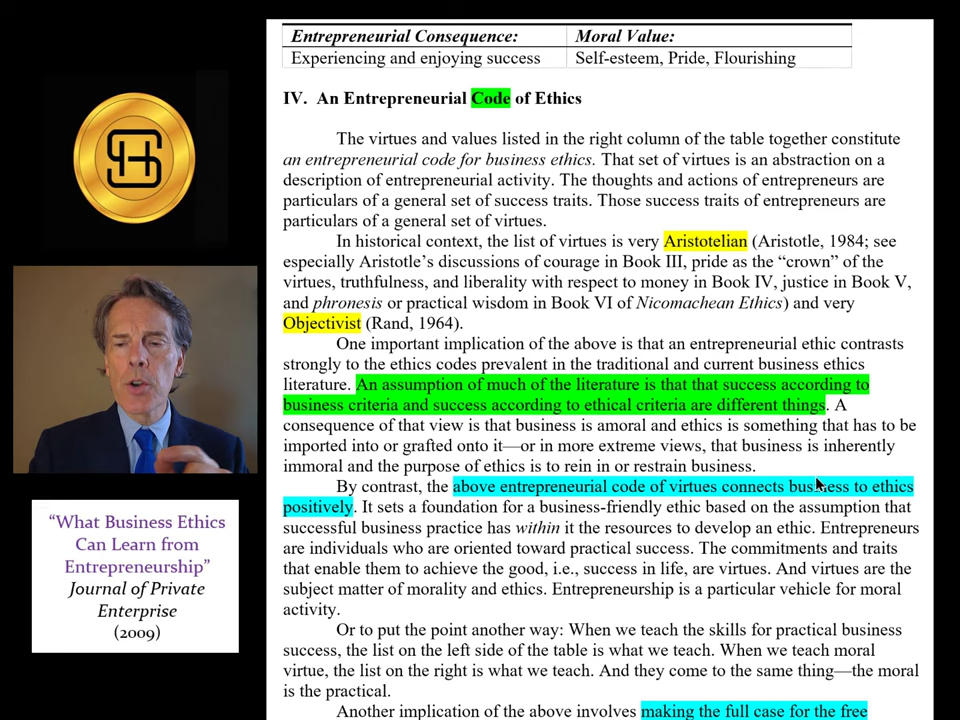 Entrepreneurial Consequence: Moral Value:
Experiencing and enjoying success Self-esteem, Pride, Flourishing
IV. An Entrepreneurial Code of Ethics
The virtues and values listed in the right column of the table together constitute
an entrepreneurial code for business ethics. That set of virtues is an abstraction on a
description of entrepreneurial activity. The thoughts and actions of entrepreneurs are
particulars of a general set of success traits. Those success traits of entrepreneurs are
particulars of a general set of virtues.
In historical context, the list of virtues is very Aristotelian (Aristotle, 1984; see
especially Aristotle’s discussions of courage in Book III, pride as the “crown” of the
virtues, truthfulness, and liberality with respect to money in Book IV, justice in Book V,
and phronesis or practical wisdom in Book VI of Nicomachean Ethics) and very
Objectivist (Rand, 1964).
One important implication of the above is that an entrepreneurial ethic contrasts
strongly to the ethics codes prevalent in the traditional and current business ethics
literature. An assumption of much of the literature is that that success according to
business criteria and success according to ethical criteria are different things. A
consequence of that view is that business is amoral and ethics is something that has to be
imported into or grafted onto it—or in more extreme views, that business is inherently
immoral and the purpose of ethics is to rein in or restrain business.
By contrast, the above entrepreneurial code of virtues connects business to ethics
positively. It sets a foundation for a business-friendly ethic based on the assumption that
successful business practice has within it the resources to develop an ethic. Entrepreneurs
are individuals who are oriented toward practical success. The commitments and traits
that enable them to achieve the good, i.e., success in life, are virtues. And virtues are the
subject matter of morality and ethics. Entrepreneurship is a particular vehicle for moral
activity.
Or to put the point another way: When we teach the skills for practical business
success, the list on the left side of the table is what we teach. When we teach moral
virtue, the list on the right is what we teach. And they come to the same thing—the moral
is the practical.
Another implication of the above involves making the full case for the free
“What Business Ethics
Can Learn from
Entrepreneurship”
Journal of Private
Enterprise
(2009)